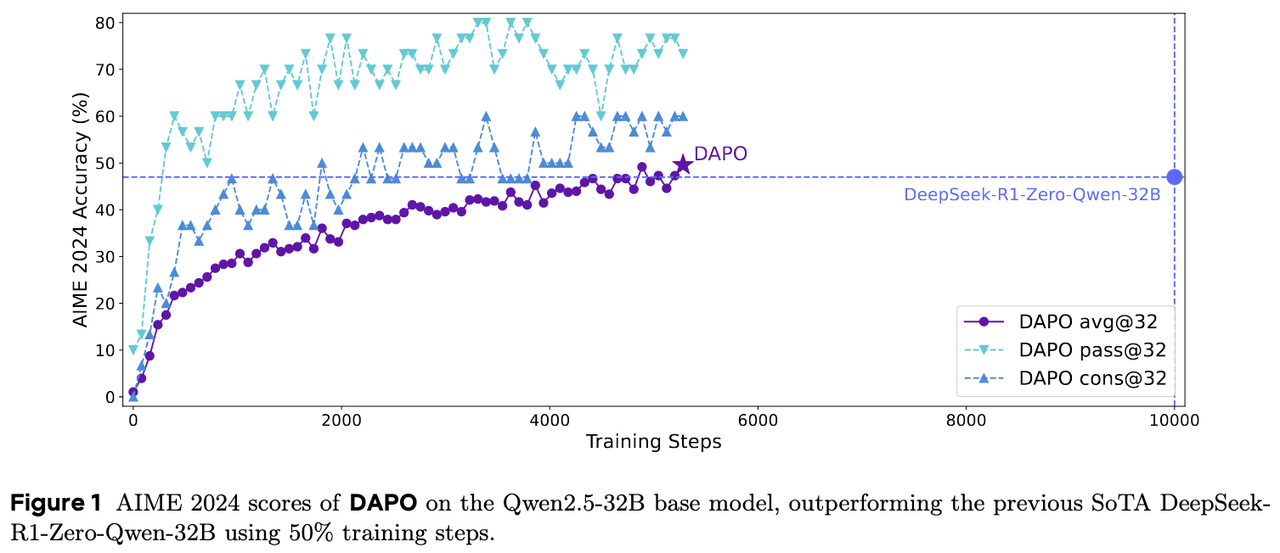 80
70
60
50
40
30
20
10
0
AIME 2024 Accuracy (%)
DAPO
DeepSeek-R1-Zero-Qwen-32B
DAPO avg@32
DAPO pass@32
DAPO cons@32
0 2000 4000 6000 8000 10000
Training Steps
Figure 1 AIME 2024 scores of DAPO on the Qwen2.5-32B base model, outperforming the previous SoTA DeepSeek-
R1-Zero-Qwen-32B using 50% training steps.